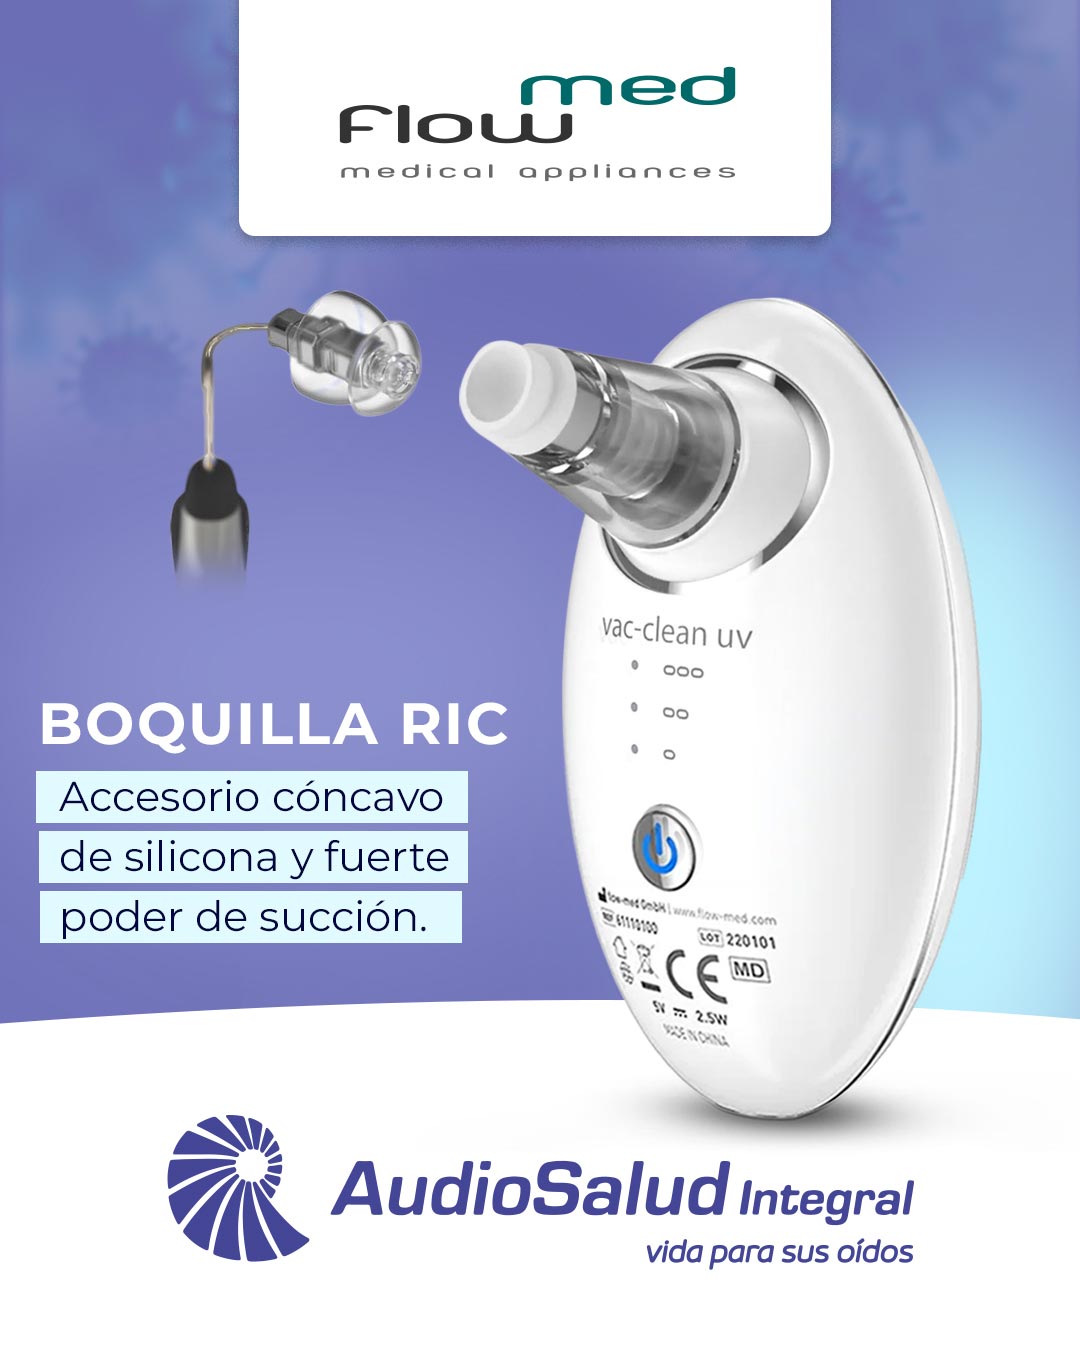 Flow med
medical appliances
vac-clean uv
BOQUILLA RIC
Accesorio cóncavo
de silicona y fuerte
poder de succión.
flow-med GmbH | www.flow-med.com
REF 61110100
LOT 220101
CE MD
5V 2.5W
MADE IN CHINA
AudioSalud Integral
vida para sus oídos